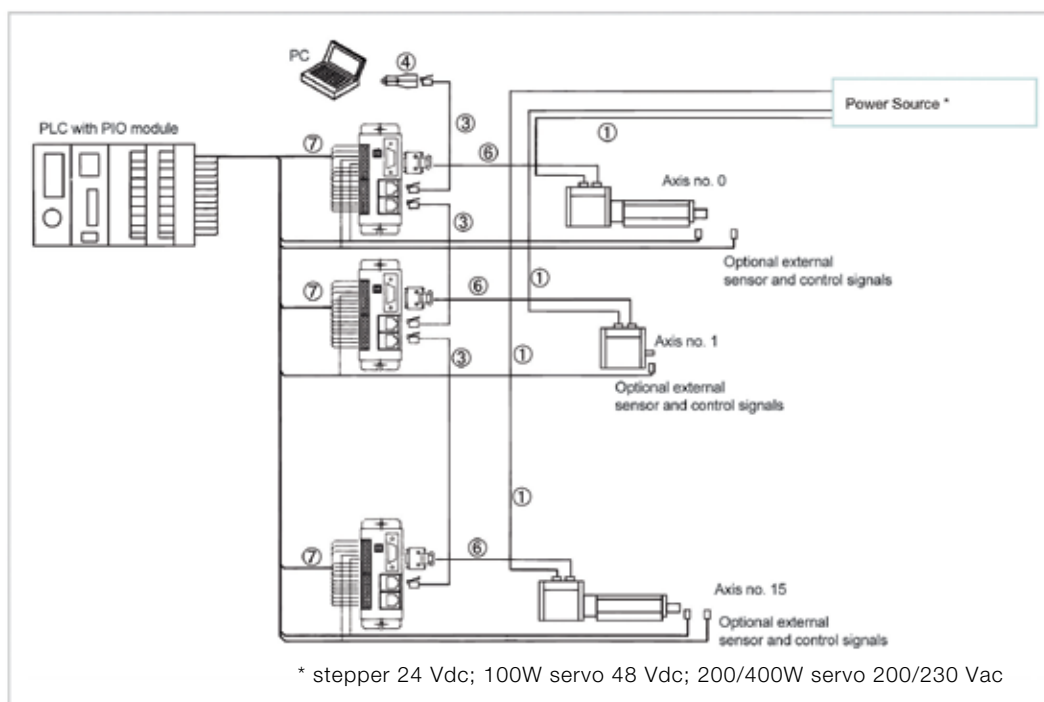 PC
④
Power Source *
③
①
PLC with PIO module
⑦
⑥
Axis no. 0
③
Optional external
sensor and control signals
⑦
⑥
①
Axis no. 1
③
①
Optional external
sensor and control signals
①
⑦
⑥
Axis no. 15
Optional external
sensor and control signals
* stepper 24 Vdc; 100W servo 48 Vdc; 200/400W servo 200/230 Vac